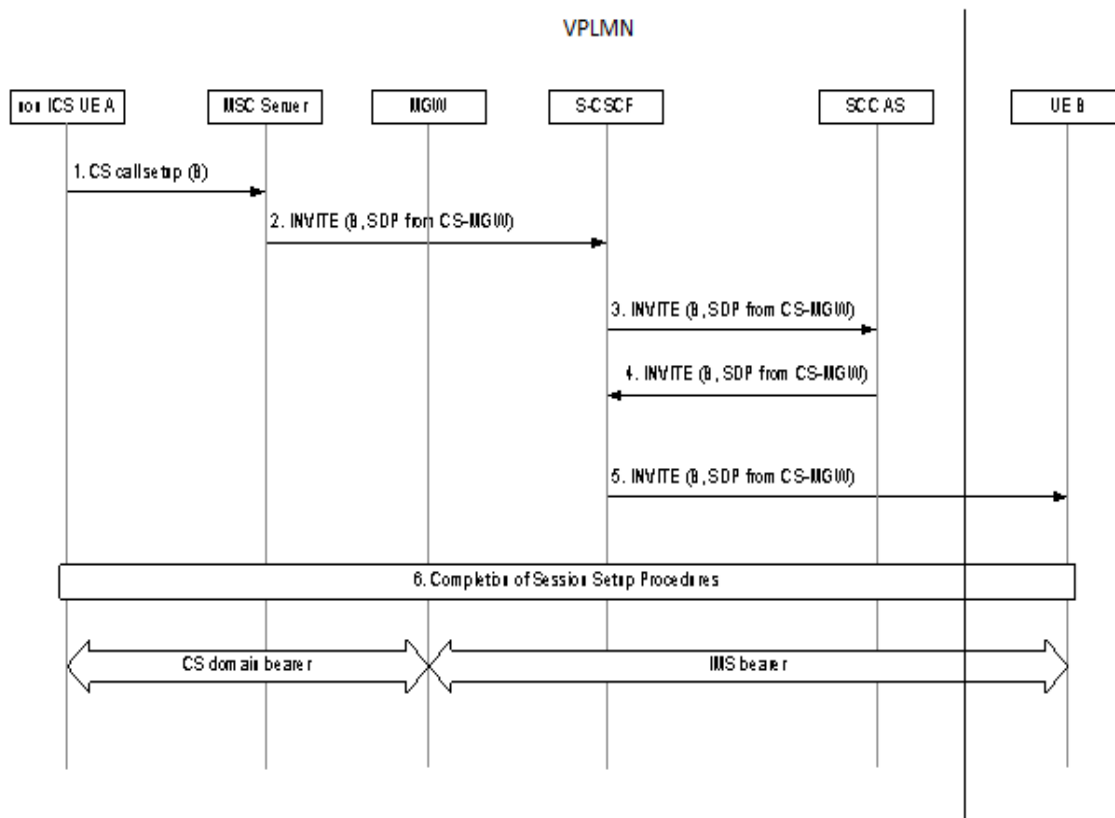 VPLMN
non ICS UE A
MSC Server
MGW
S-CSCF
SCC AS
UE B
1. CS call setup (B)
2. INVITE (B, SDP from CS-MGW)
3. INVITE (B, SDP from CS-MGW)
4. INVITE (B, SDP from CS-MGW)
5. INVITE (B, SDP from CS-MGW)
6. Completion of Session Setup Procedures
CS domain bearer
IMS bearer